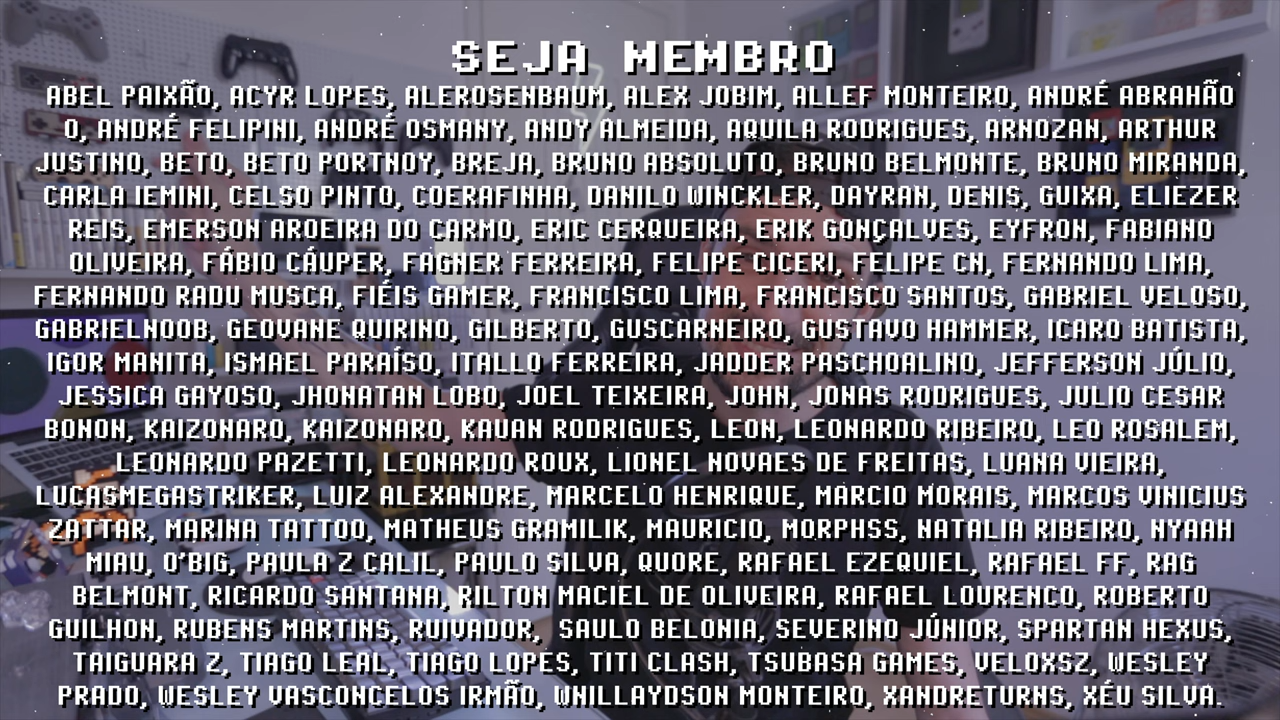 SEJA MEMBRO
ABEL PAIXÃO, ACYR LOPES, ALEROSENBAUM, ALEX JOBIM, ALLEF MONTEIRO, ANDRÉ ABRAHÃO
O, ANDRÉ FELIPINI, ANDRÉ OSMANY, ANDY ALMEIDA, AQUILA RODRIGUES, ARNOZAN, ARTHUR
JUSTINO, BETO, BETO PORTNOY, BREJA, BRUNO ABSOLUTO, BRUNO BELMONTE, BRUNO MIRANDA,
CARLA IEMINI, CELSO PINTO, COERAFINHA, DANILO WINCKLER, DAYRAN, DENIS, GUIXA, ELIEZER
REIS, EMERSON AROEIRA DO CARMO, ERIC CERQUEIRA, ERIK GONÇALVES, EYFRON, FABIANO
OLIVEIRA, FÁBIO CÁUPER, FAGNER FERREIRA, FELIPE CICERI, FELIPE CN, FERNANDO LIMA,
FERNANDO RADU MUSCA, FIÉIS GAMER, FRANCISCO LIMA, FRANCISCO SANTOS, GABRIEL VELOSO,
GABRIELNOOB, GEOVANE QUIRINO, GILBERTO, GUSCARNEIRO, GUSTAVO HAMMER, ICARO BATISTA,
IGOR MANITA, ISMAEL PARAÍSO, ITALLO FERREIRA, JADDER PASCHOALINO, JEFFERSON JÚLIO,
JESSICA GAYOSO, JHONATAN LOBO, JOEL TEIXEIRA, JOHN, JONAS RODRIGUES, JULIO CESAR
BONON, KAIZONARO, KAIZONARO, KAUAN RODRIGUES, LEON, LEONARDO RIBEIRO, LEO ROSALEM,
LEONARDO PAZETTI, LEONARDO ROUX, LIONEL NOVAES DE FREITAS, LUANA VIEIRA,
LUCASMEGASTRIKER, LUIZ ALEXANDRE, MARCELO HENRIQUE, MÁRCIO MORAIS, MARCOS VINICIUS
ZATTAR, MARINA TATTOO, MATHEUS GRAMILIK, MAURICIO, MORPHSS, NATALIA RIBEIRO, NYAAH
MIAU, O'BIG, PAULA Z CALIL, PAULO SILVA, QUORE, RAFAEL EZEQUIEL, RAFAEL FF, RAG
BELMONT, RICARDO SANTANA, RILTON MACIEL DE OLIVEIRA, RAFAEL LOURENCO, ROBERTO
GUILHON, RUBENS MARTINS, RUIVADOR, SAULO BELONIA, SEVERINO JÚNIOR, SPARTAN HEXUS,
TAIGUARA Z, TIAGO LEAL, TIAGO LOPES, TITI CLASH, TSUBASA GAMES, VELOXSZ, WESLEY
PRADO, WESLEY VASCONCELOS IRMÃO, WHILLAYDSON MONTEIRO, XANDRETURNS, XÉU SILVA.